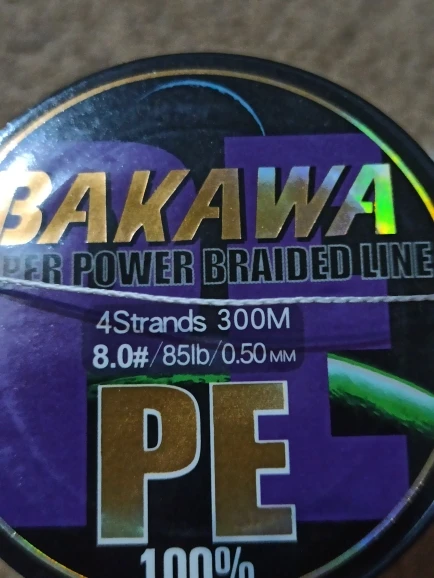 BAKAWA
PER POWER BRAIDED LINE
4Strands 300M
8.0#/85lb/0.50MM
PE
100%